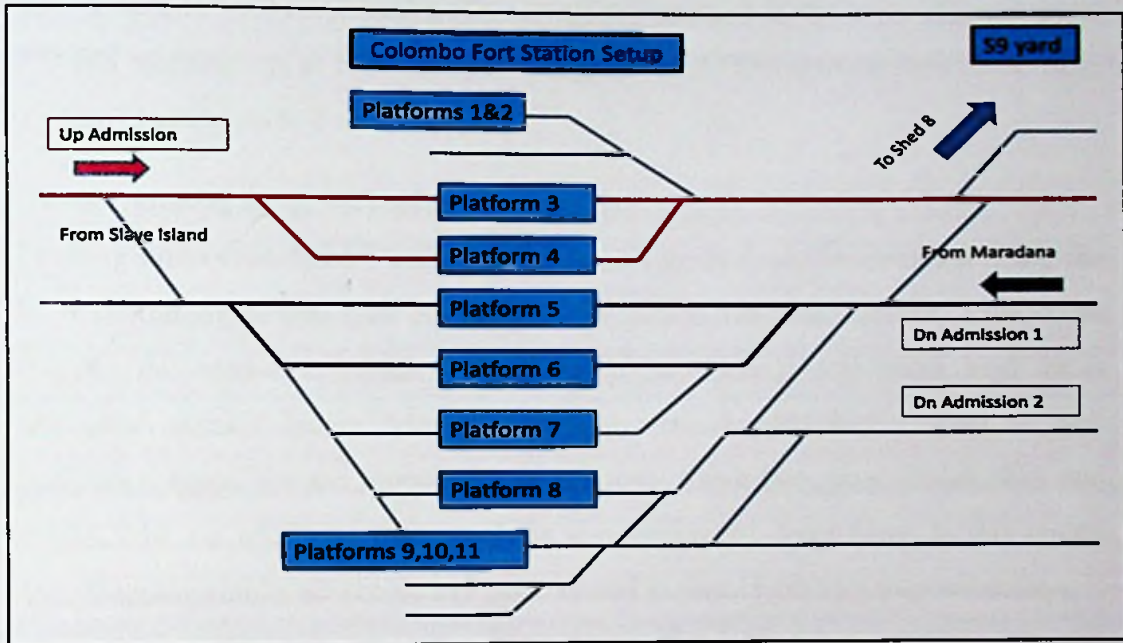 Colombo Fort Station Setup
S9 yard
Platforms 1&2
Up Admission
To Shed 8
Platform 3
From Slave Island
Platform 4
From Maradana
Platform 5
Dn Admission 1
Platform 6
Dn Admission 2
Platform 7
Platform 8
Platforms 9,10,11